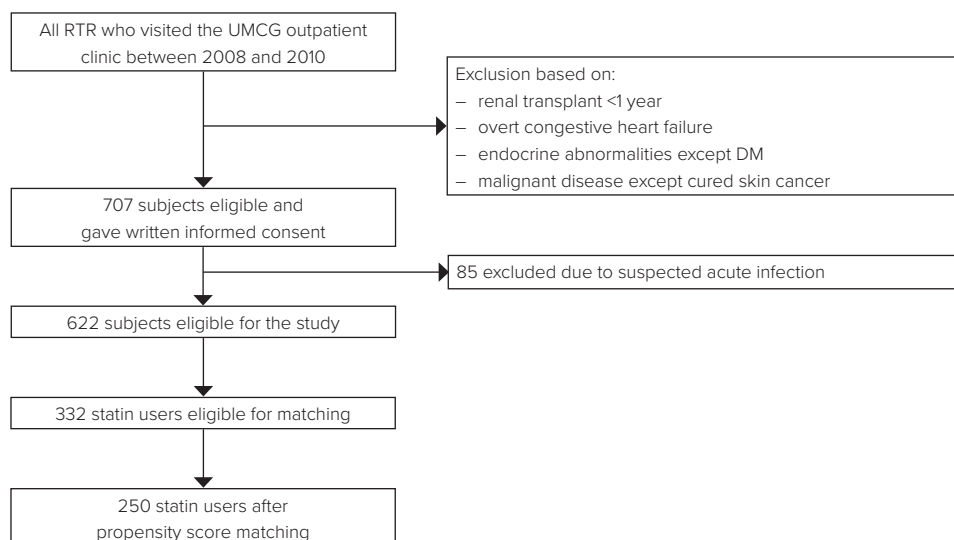 All RTR who visited the UMCG outpatient
clinic between 2008 and 2010
Exclusion based on:
– renal transplant <1 year
– overt congestive heart failure
– endocrine abnormalities except DM
– malignant disease except cured skin cancer
707 subjects eligible and
gave written informed consent
85 excluded due to suspected acute infection
622 subjects eligible for the study
332 statin users eligible for matching
250 statin users after
propensity score matching